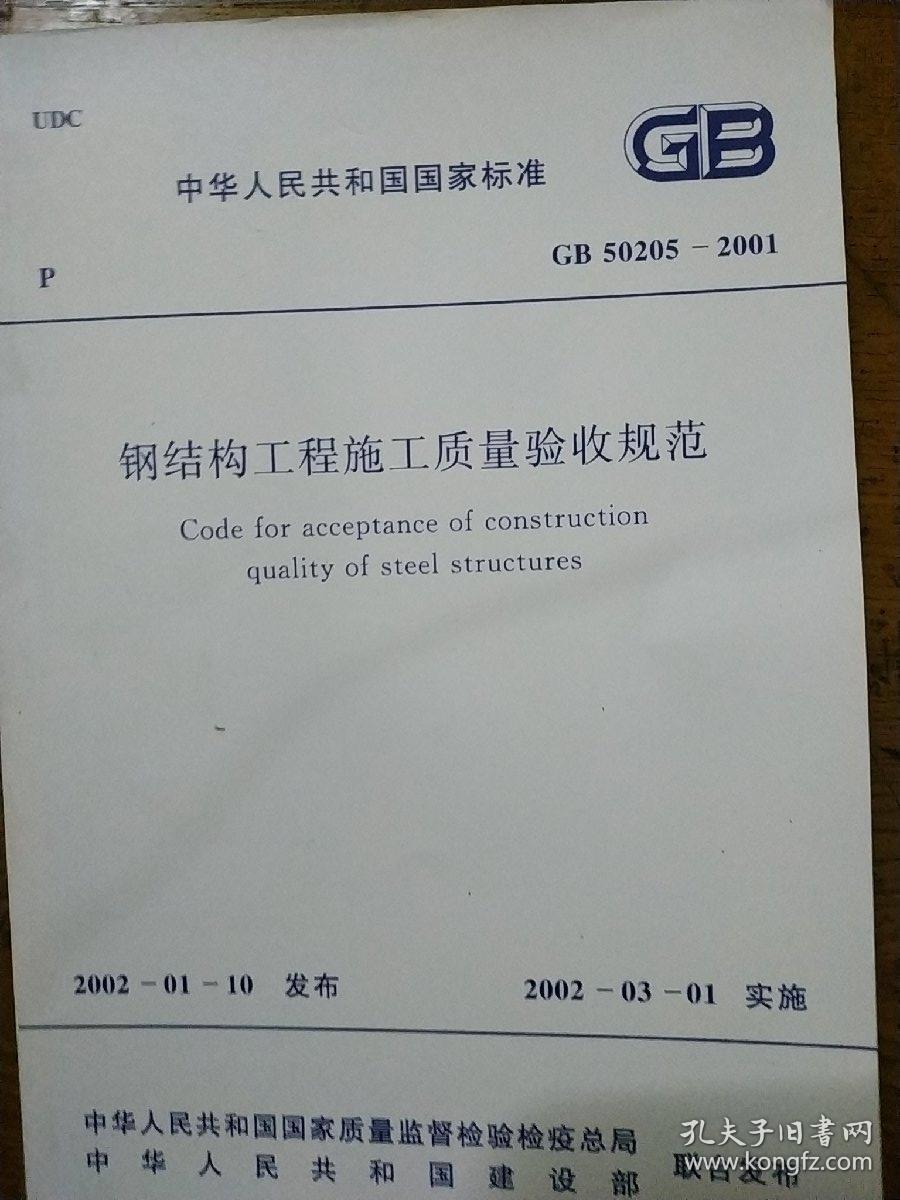 UDC
GB
中华人民共和国国家标准
GB 50205－2001
P
钢结构工程施工质量验收规范
Code for acceptance of construction
quality of steel structures
2002－01－10 发布
2002－03－01 实施
中华人民共和国国家质量监督检验检疫总局
中华人民共和国建设部
联合发布
孔夫子旧书网
www.kongfz.com